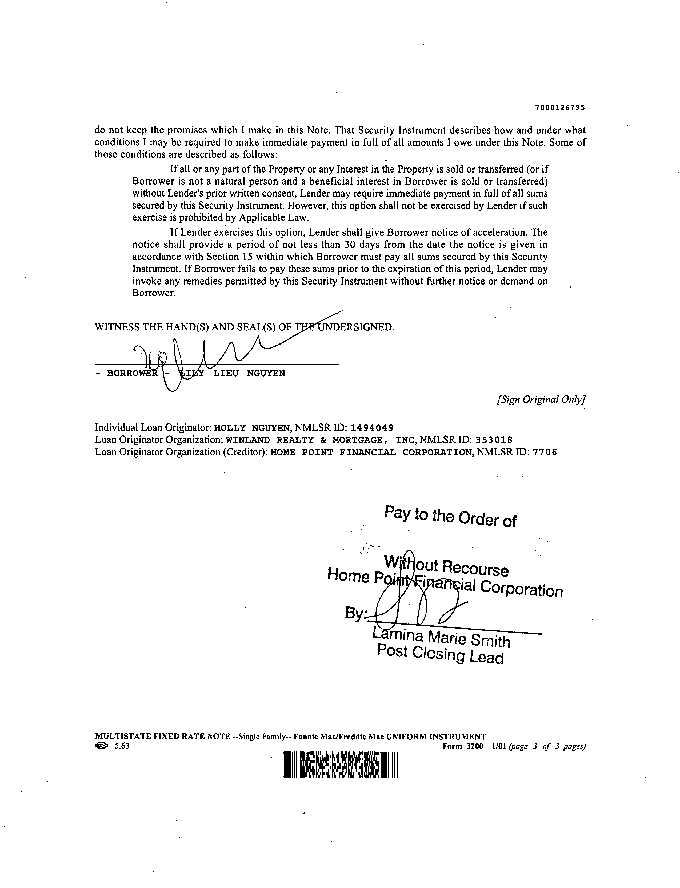 7000126795
do not keep the promises which I make in this Note. That Security Instrument describes how and under what
conditions I may be required to make immediate payment in full of all amounts I owe under this Note. Some of
those conditions are described as follows:
If all or any part of the Property or any Interest in the Property is sold or transferred (or if
Borrower is not a natural person and a beneficial interest in Borrower is sold or transferred)
without Lender's prior written consent, Lender may require immediate payment in full of all sums
secured by this Security Instrument. However, this option shall not be exercised by Lender if such
exercise is prohibited by Applicable Law.
If Lender exercises this option, Lender shall give Borrower notice of acceleration. The
notice shall provide a period of not less than 30 days from the date the notice is given in
accordance with Section 15 within which Borrower must pay all sums secured by this Security
Instrument. If Borrower fails to pay these sums prior to the expiration of this period, Lender may
invoke any remedies permitted by this Security Instrument without further notice or demand on
Borrower.
WITNESS THE HAND(S) AND SEAL(S) OF THE UNDERSIGNED.
- BORROWER - LILY LIEU NGUYEN
[Sign Original Only]
Individual Loan Originator: HOLLY NGUYEN, NMLSR ID: 1494049
Loan Originator Organization: WINLAND REALTY & MORTGAGE, INC, NMLSR ID: 353018
Loan Originator Organization (Creditor): HOME POINT FINANCIAL CORPORATION, NMLSR ID: 7706
Pay to the Order of
Without Recourse
Home Point Financial Corporation
By:
Lamina Marie Smith
Post Closing Lead
MULTISTATE FIXED RATE NOTE --Single Family-- Fannie Mae/Freddie Mac UNIFORM INSTRUMENT
5.63 Form 3200 1/01 (page 3 of 3 pages)